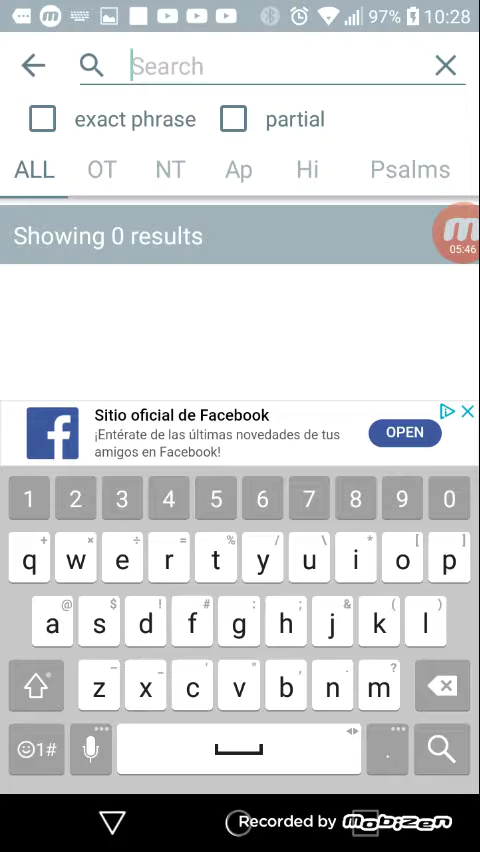 97% 10:28
Search
exact phrase partial
ALL OT NT Ap Hi Psalms
Showing 0 results
05:46
Sitio oficial de Facebook
¡Entérate de las últimas novedades de tus
amigos en Facebook!
OPEN
1 2 3 4 5 6 7 8 9 0
+ × ÷ = % / \ * [ ]
q w e r t y u i o p
@ $ ! # : ; & ( )
a s d f g h j k l
- _ ' " , . ?
z x c v b n m
1# .
Recorded by Mobizen